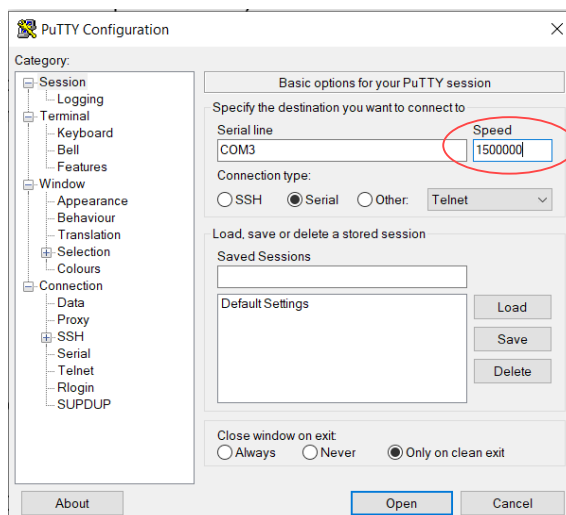 PuTTY Configuration
Category:
Session
Logging
Terminal
Keyboard
Bell
Features
Window
Appearance
Behaviour
Translation
Selection
Colours
Connection
Data
Proxy
SSH
Serial
Telnet
Rlogin
SUPDUP
Basic options for your PuTTY session
Specify the destination you want to connect to
Serial line Speed
COM3 1500000
Connection type:
SSH Serial Other: Telnet
Load, save or delete a stored session
Saved Sessions
Default Settings
Load
Save
Delete
Close window on exit:
Always Never Only on clean exit
About Open Cancel